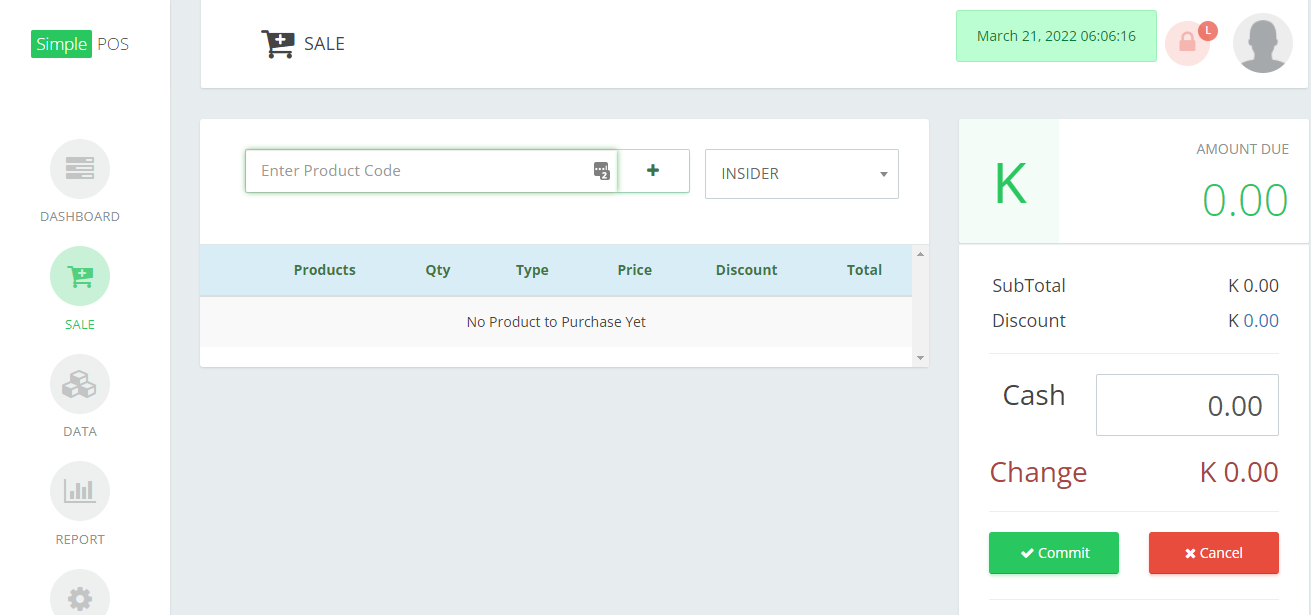 Simple POS
SALE
March 21, 2022 06:06:16
L
DASHBOARD
SALE
DATA
REPORT
Enter Product Code
2
INSIDER
Products Qty Type Price Discount Total
No Product to Purchase Yet
K
AMOUNT DUE
0.00
SubTotal K 0.00
Discount K 0.00
Cash 0.00
Change K 0.00
Commit Cancel